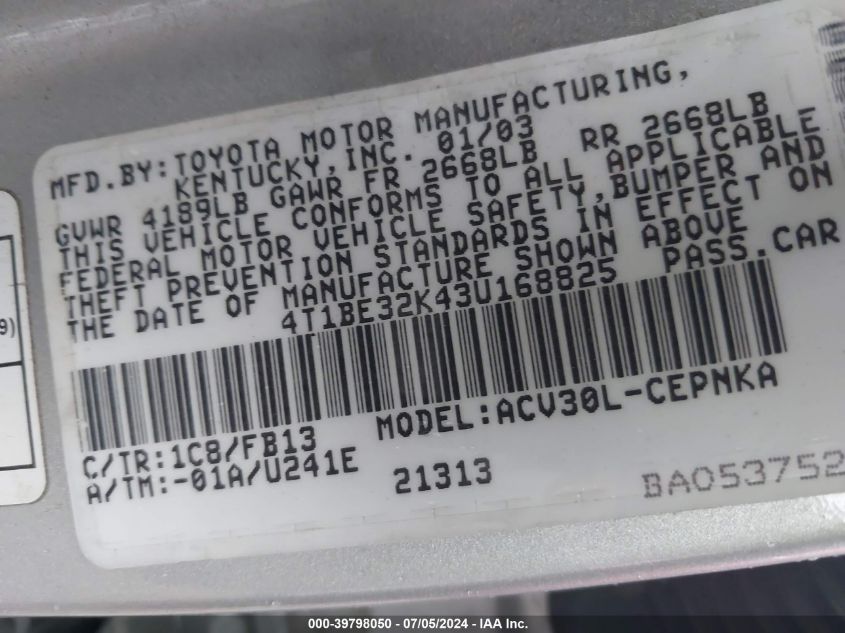 MFD.BY:TOYOTA MOTOR MANUFACTURING,
KENTUCKY,INC. 01/03
GVWR 4189LB GAWR FR 2668LB RR 2668LB
THIS VEHICLE CONFORMS TO ALL APPLICABLE
FEDERAL MOTOR VEHICLE SAFETY,BUMPER AND
THEFT PREVENTION STANDARDS IN EFFECT ON
THE DATE OF MANUFACTURE SHOWN ABOVE
4T1BE32K43U168825 PASS.CAR
C/TR:1C8/FB13 MODEL:ACV30L-CEPNKA
A/TM:-01A/U241E 21313 BAO53752
9)
000-39798050 / 07/05/2024 - IAA Inc.